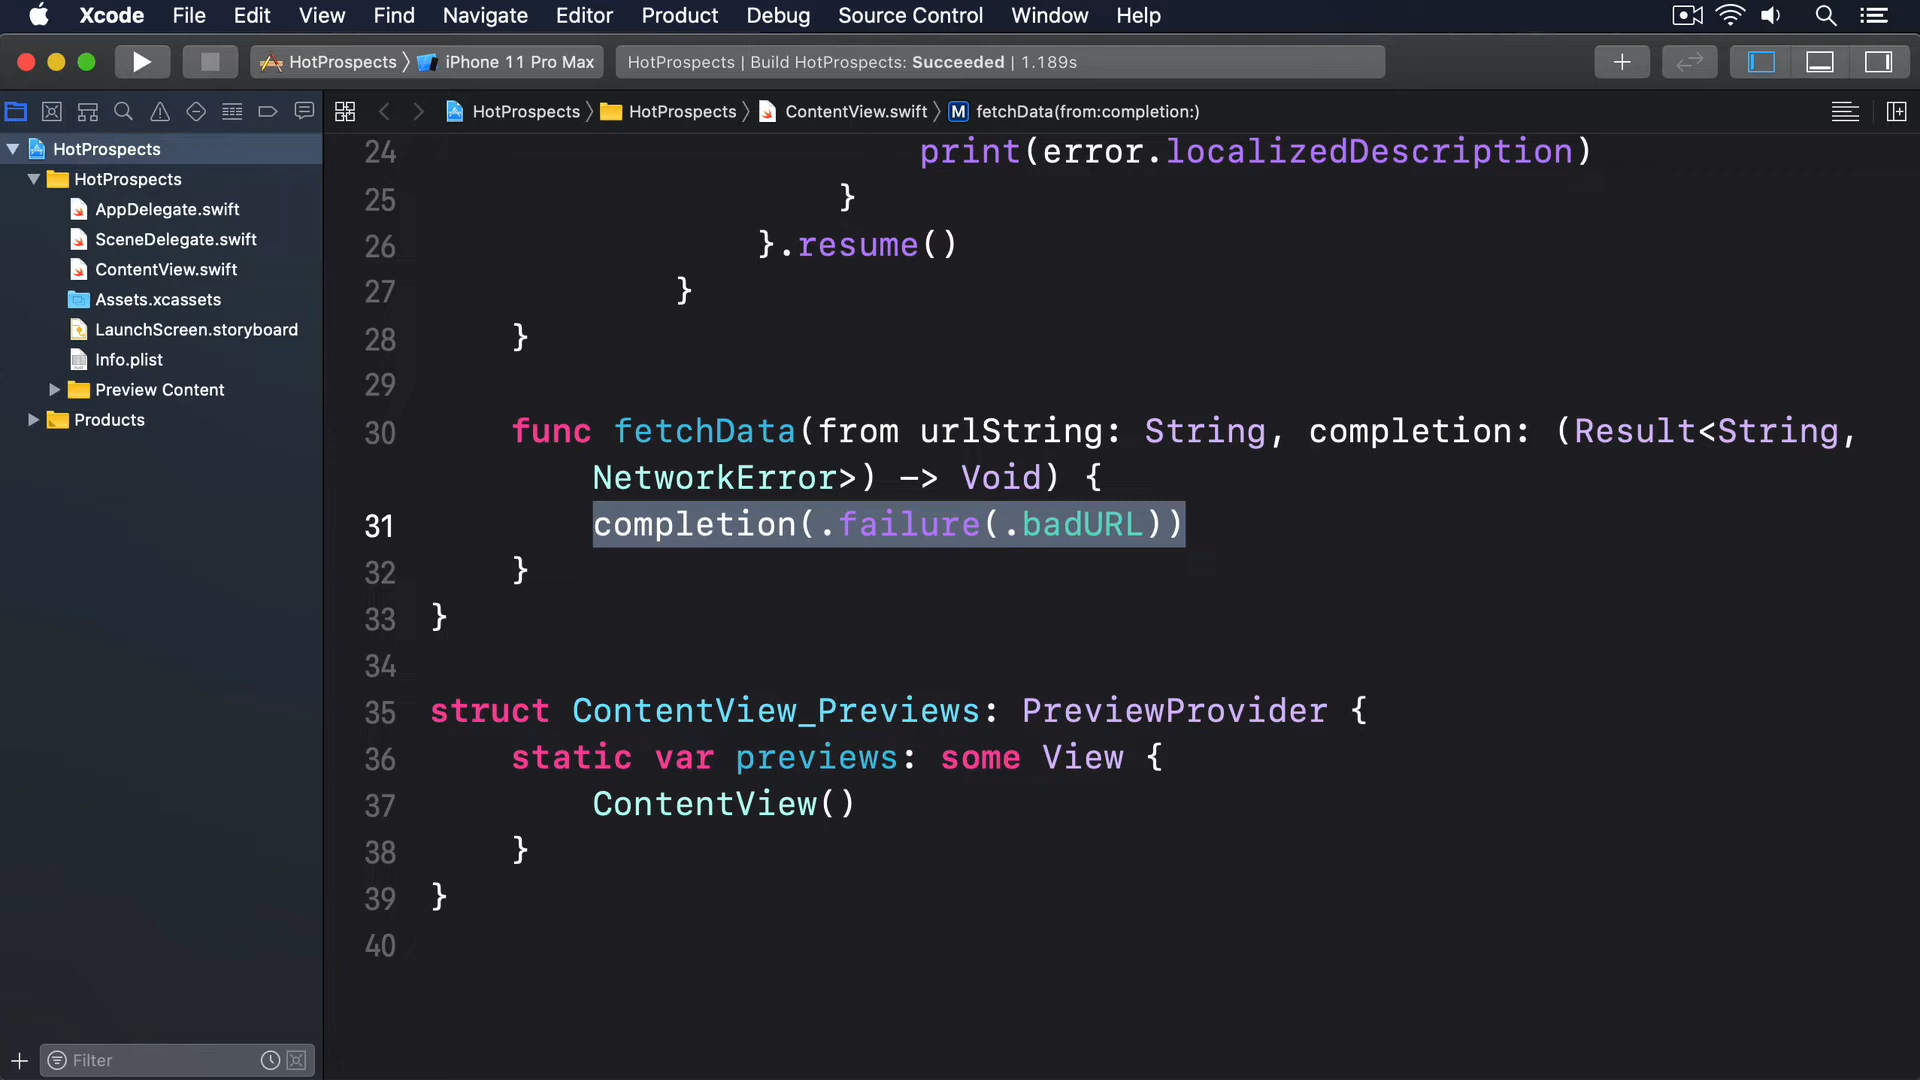 Xcode File Edit View Find Navigate Editor Product Debug Source Control Window Help
HotProspects 〉 iPhone 11 Pro Max
HotProspects | Build HotProspects: Succeeded | 1.189s
HotProspects 〉 HotProspects 〉 ContentView.swift 〉 M fetchData(from:completion:)
HotProspects
HotProspects
AppDelegate.swift
SceneDelegate.swift
ContentView.swift
Assets.xcassets
LaunchScreen.storyboard
Info.plist
Preview Content
Products
Filter
24 print(error.localizedDescription)
25 }
26 }.resume()
27 }
28 }
29
30 func fetchData(from urlString: String, completion: (Result<String,
NetworkError>) -> Void) {
31 completion(.failure(.badURL))
32 }
33 }
34
35 struct ContentView_Previews: PreviewProvider {
36 static var previews: some View {
37 ContentView()
38 }
39 }
40